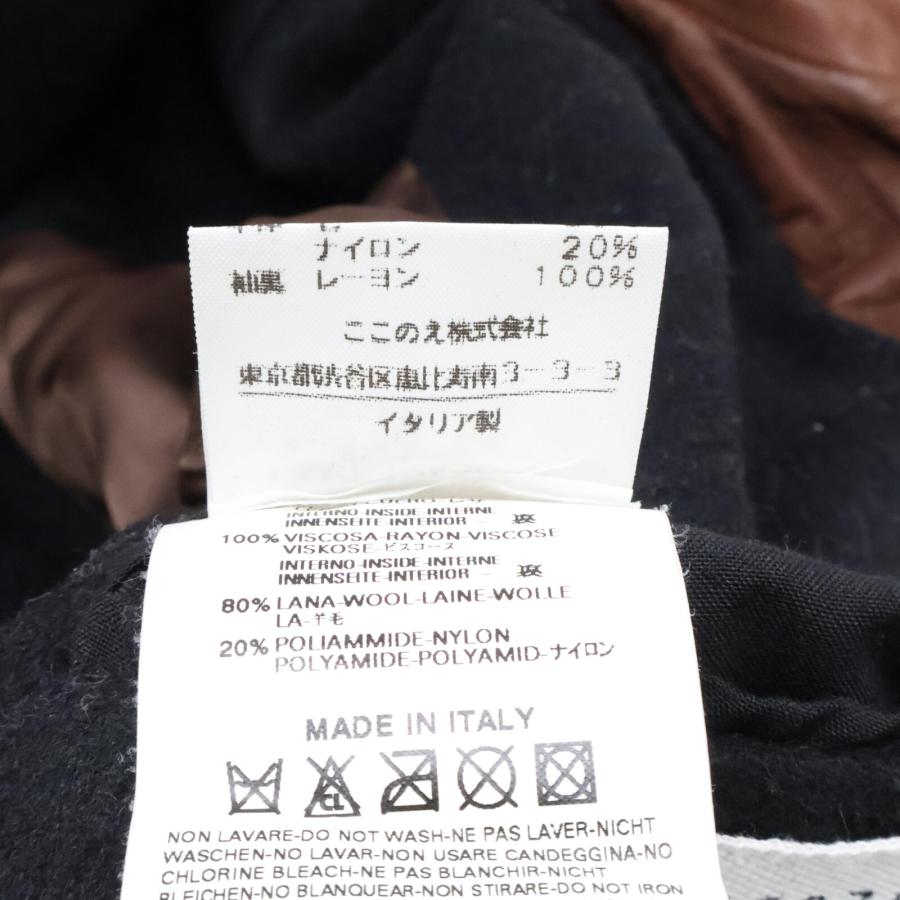 ナイロン 20%
袖裏 レーヨン 100%
ここのえ株式会社
東京都渋谷区恵比寿南3-3-3
イタリア製
INTERNO-INSIDE-INTERNE
INNENSEITE-INTERIOR -
100% VISCOSA-RAYON-VISCOSE
VISKOSE-ビスコース
INTERNO-INSIDE-INTERNE
INNENSEITE-INTERIOR -
80% LANA-WOOL-LAINE-WOLLE
LA-羊毛
20% POLIAMMIDE-NYLON
POLYAMIDE-POLYAMID-ナイロン
MADE IN ITALY
CL
NON LAVARE-DO NOT WASH-NE PAS LAVER-NICHT
WASCHEN-NO LAVAR-NON USARE CANDEGGINA-NO
CHLORINE BLEACH-NE PAS BLANCHIR-NICHT
BLEICHEN-NO BLANQUEAR-NON STIRARE-DO NOT IRON